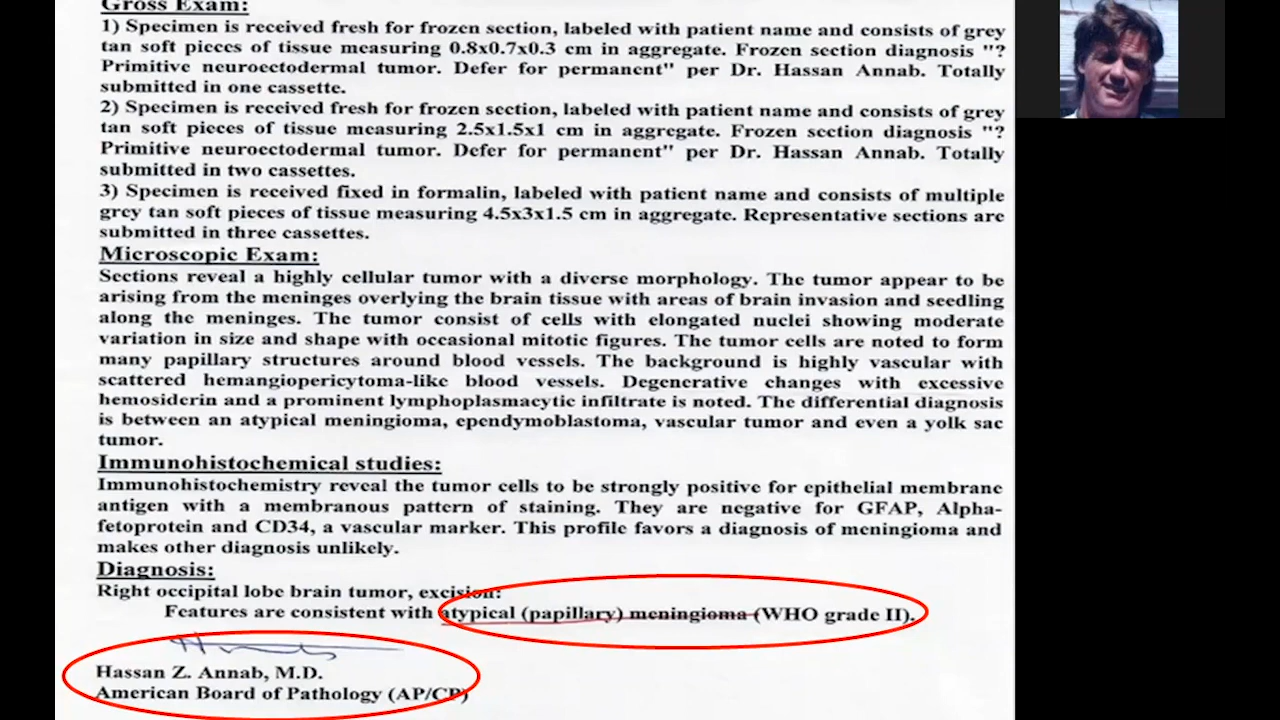 Gross Exam:
1) Specimen is received fresh for frozen section, labeled with patient name and consists of grey
tan soft pieces of tissue measuring 0.8x0.7x0.3 cm in aggregate. Frozen section diagnosis "?
Primitive neuroectodermal tumor. Defer for permanent" per Dr. Hassan Annab. Totally
submitted in one cassette.
2) Specimen is received fresh for frozen section, labeled with patient name and consists of grey
tan soft pieces of tissue measuring 2.5x1.5x1 cm in aggregate. Frozen section diagnosis "?
Primitive neuroectodermal tumor. Defer for permanent" per Dr. Hassan Annab. Totally
submitted in two cassettes.
3) Specimen is received fixed in formalin, labeled with patient name and consists of multiple
grey tan soft pieces of tissue measuring 4.5x3x1.5 cm in aggregate. Representative sections are
submitted in three cassettes.
Microscopic Exam:
Sections reveal a highly cellular tumor with a diverse morphology. The tumor appear to be
arising from the meninges overlying the brain tissue with areas of brain invasion and seedling
along the meninges. The tumor consist of cells with elongated nuclei showing moderate
variation in size and shape with occasional mitotic figures. The tumor cells are noted to form
many papillary structures around blood vessels. The background is highly vascular with
scattered hemangiopericytoma-like blood vessels. Degenerative changes with excessive
hemosiderin and a prominent lymphoplasmacytic infiltrate is noted. The differential diagnosis
is between an atypical meningioma, ependymoblastoma, vascular tumor and even a yolk sac
tumor.
Immunohistochemical studies:
Immunohistochemistry reveal the tumor cells to be strongly positive for epithelial membrane
antigen with a membranous pattern of staining. They are negative for GFAP, Alpha-
fetoprotein and CD34, a vascular marker. This profile favors a diagnosis of meningioma and
makes other diagnosis unlikely.
Diagnosis:
Right occipital lobe brain tumor, excision:
Features are consistent with atypical (papillary) meningioma (WHO grade II).
Hassan Z. Annab, M.D.
American Board of Pathology (AP/CP)